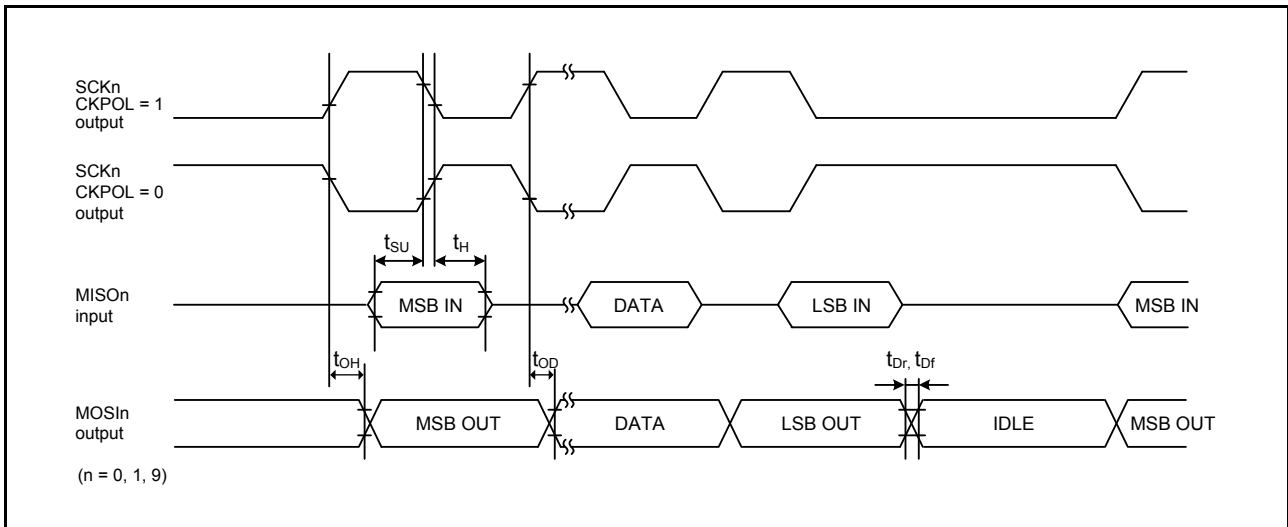 SCKn
CKPOL = 1
output
SCKn
CKPOL = 0
output
tSU
tH
MISOn
input
MSB IN
DATA
LSB IN
MSB IN
tOH
tOD
tDr, tDf
MOSIn
output
MSB OUT
DATA
LSB OUT
IDLE
MSB OUT
(n = 0, 1, 9)